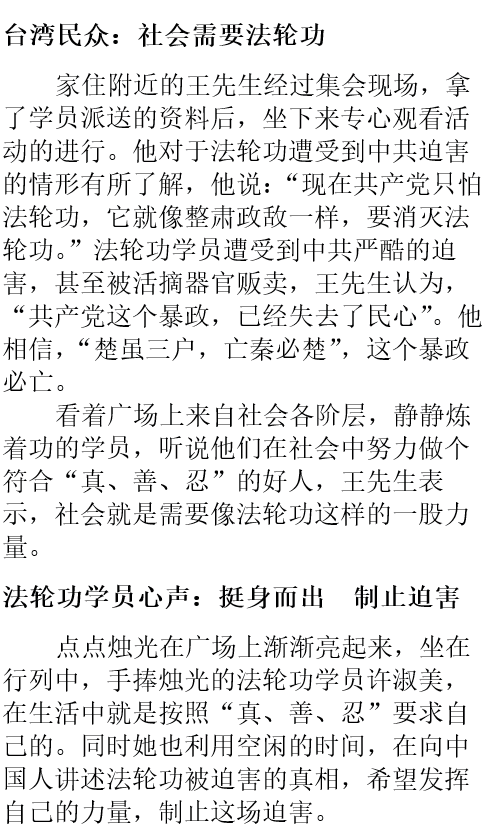 台湾民众：社会需要法轮功
家住附近的王先生经过集会现场，拿
了学员派送的资料后，坐下来专心观看活
动的进行。他对于法轮功遭受到中共迫害
的情形有所了解，他说：“现在共产党只怕
法轮功，它就像整肃政敌一样，要消灭法
轮功。”法轮功学员遭受到中共严酷的迫
害，甚至被活摘器官贩卖，王先生认为，
“共产党这个暴政，已经失去了民心”。他
相信，“楚虽三户，亡秦必楚”，这个暴政
必亡。
看着广场上来自社会各阶层，静静炼
着功的学员，听说他们在社会中努力做个
符合“真、善、忍”的好人，王先生表
示，社会就是需要像法轮功这样的一股力
量。
法轮功学员心声：挺身而出　制止迫害
点点烛光在广场上渐渐亮起来，坐在
行列中，手捧烛光的法轮功学员许淑美，
在生活中就是按照“真、善、忍”要求自
己的。同时她也利用空闲的时间，在向中
国人讲述法轮功被迫害的真相，希望发挥
自己的力量，制止这场迫害。